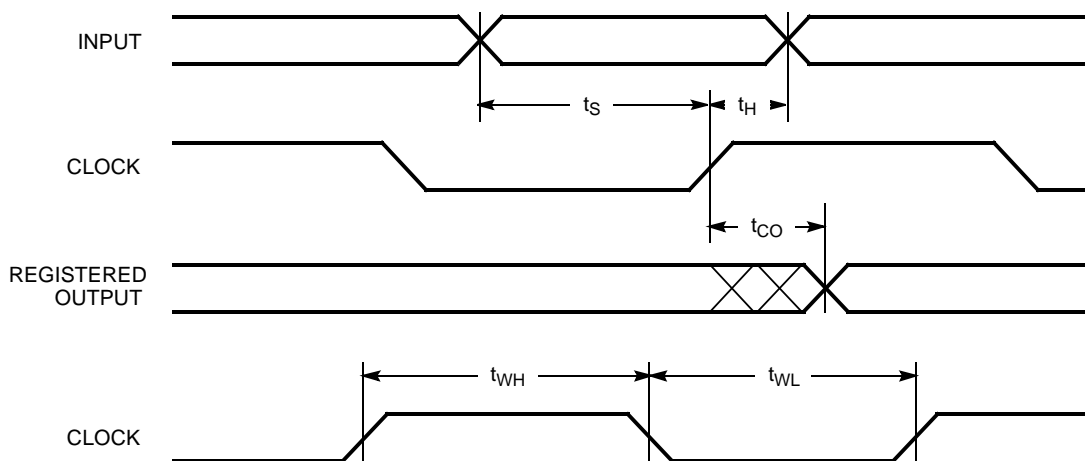 INPUT
tS
tH
CLOCK
tCO
REGISTERED
OUTPUT
tWH
tWL
CLOCK